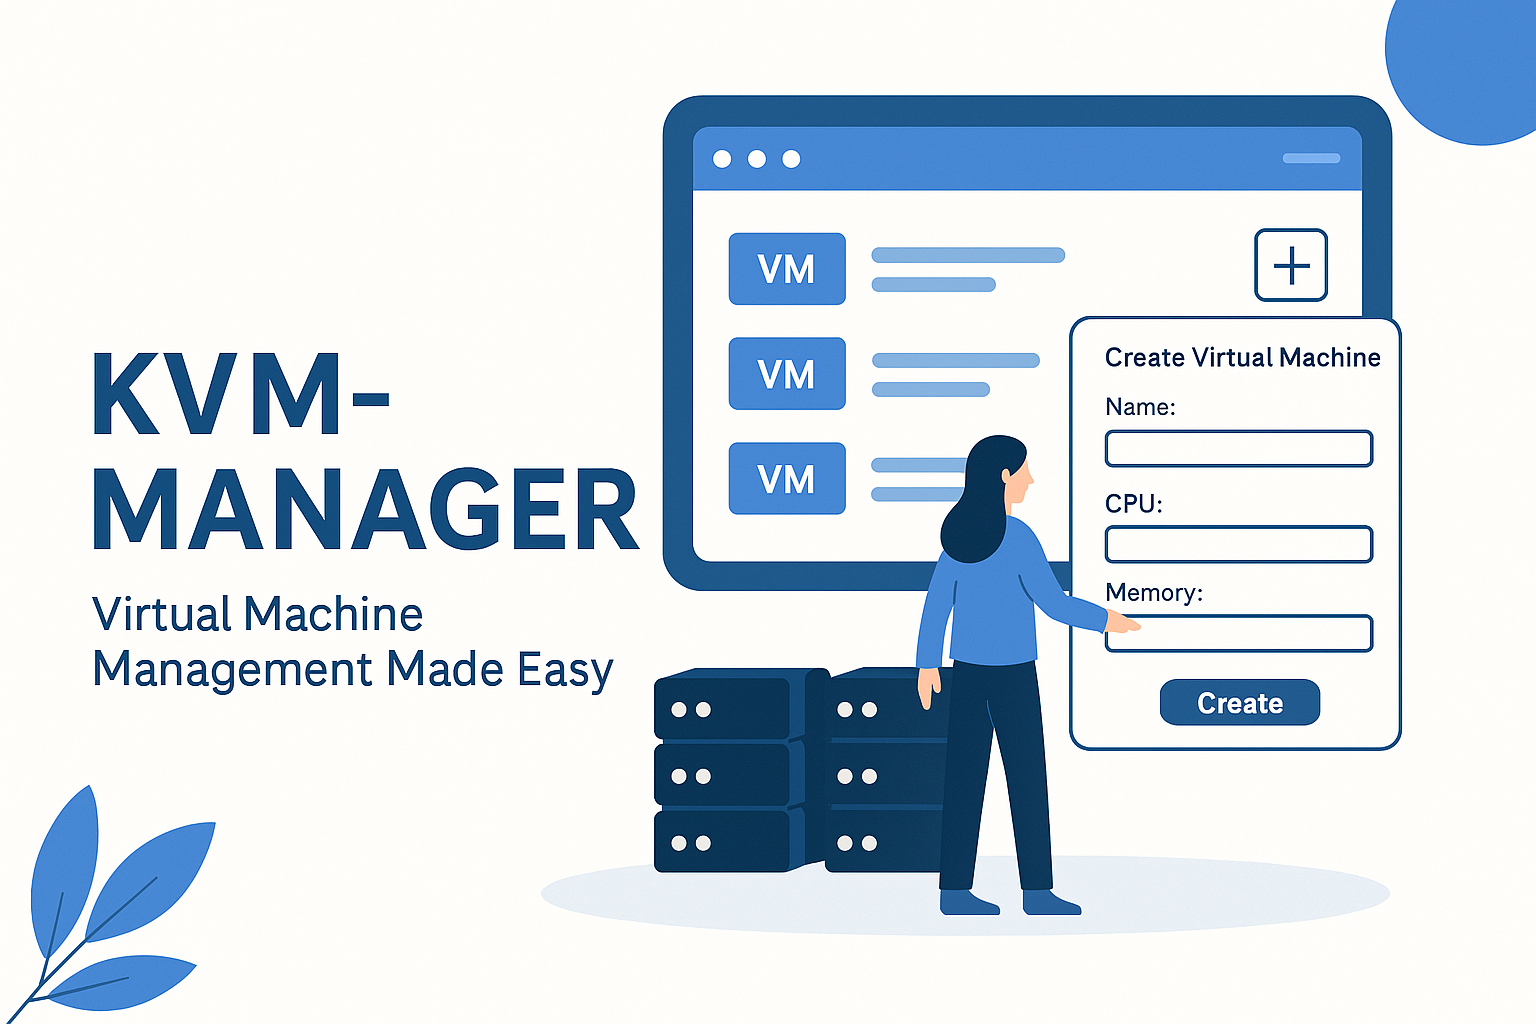 KVM-
MANAGER
Virtual Machine
Management Made Easy
VM
VM
VM
Create Virtual Machine
Name:
CPU:
Memory:
Create